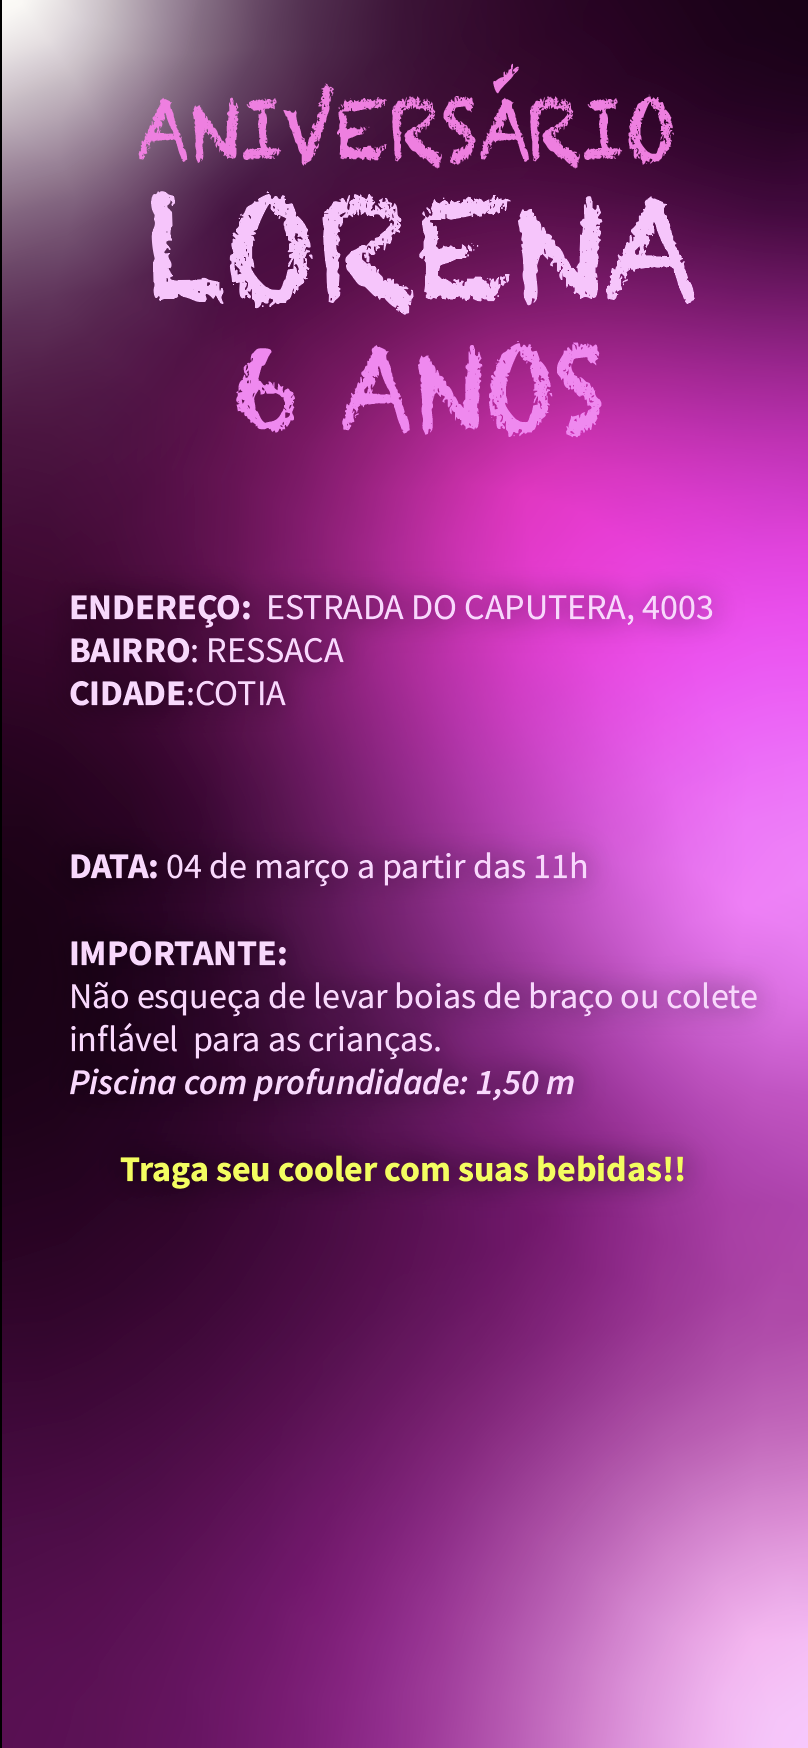 ANIVERSÁRIO
LORENA
6 ANOS
ENDEREÇO: ESTRADA DO CAPUTERA, 4003
BAIRRO: RESSACA
CIDADE:COTIA
DATA: 04 de março a partir das 11h
IMPORTANTE:
Não esqueça de levar boias de braço ou colete
inflável para as crianças.
Piscina com profundidade: 1,50 m
Traga seu cooler com suas bebidas!!